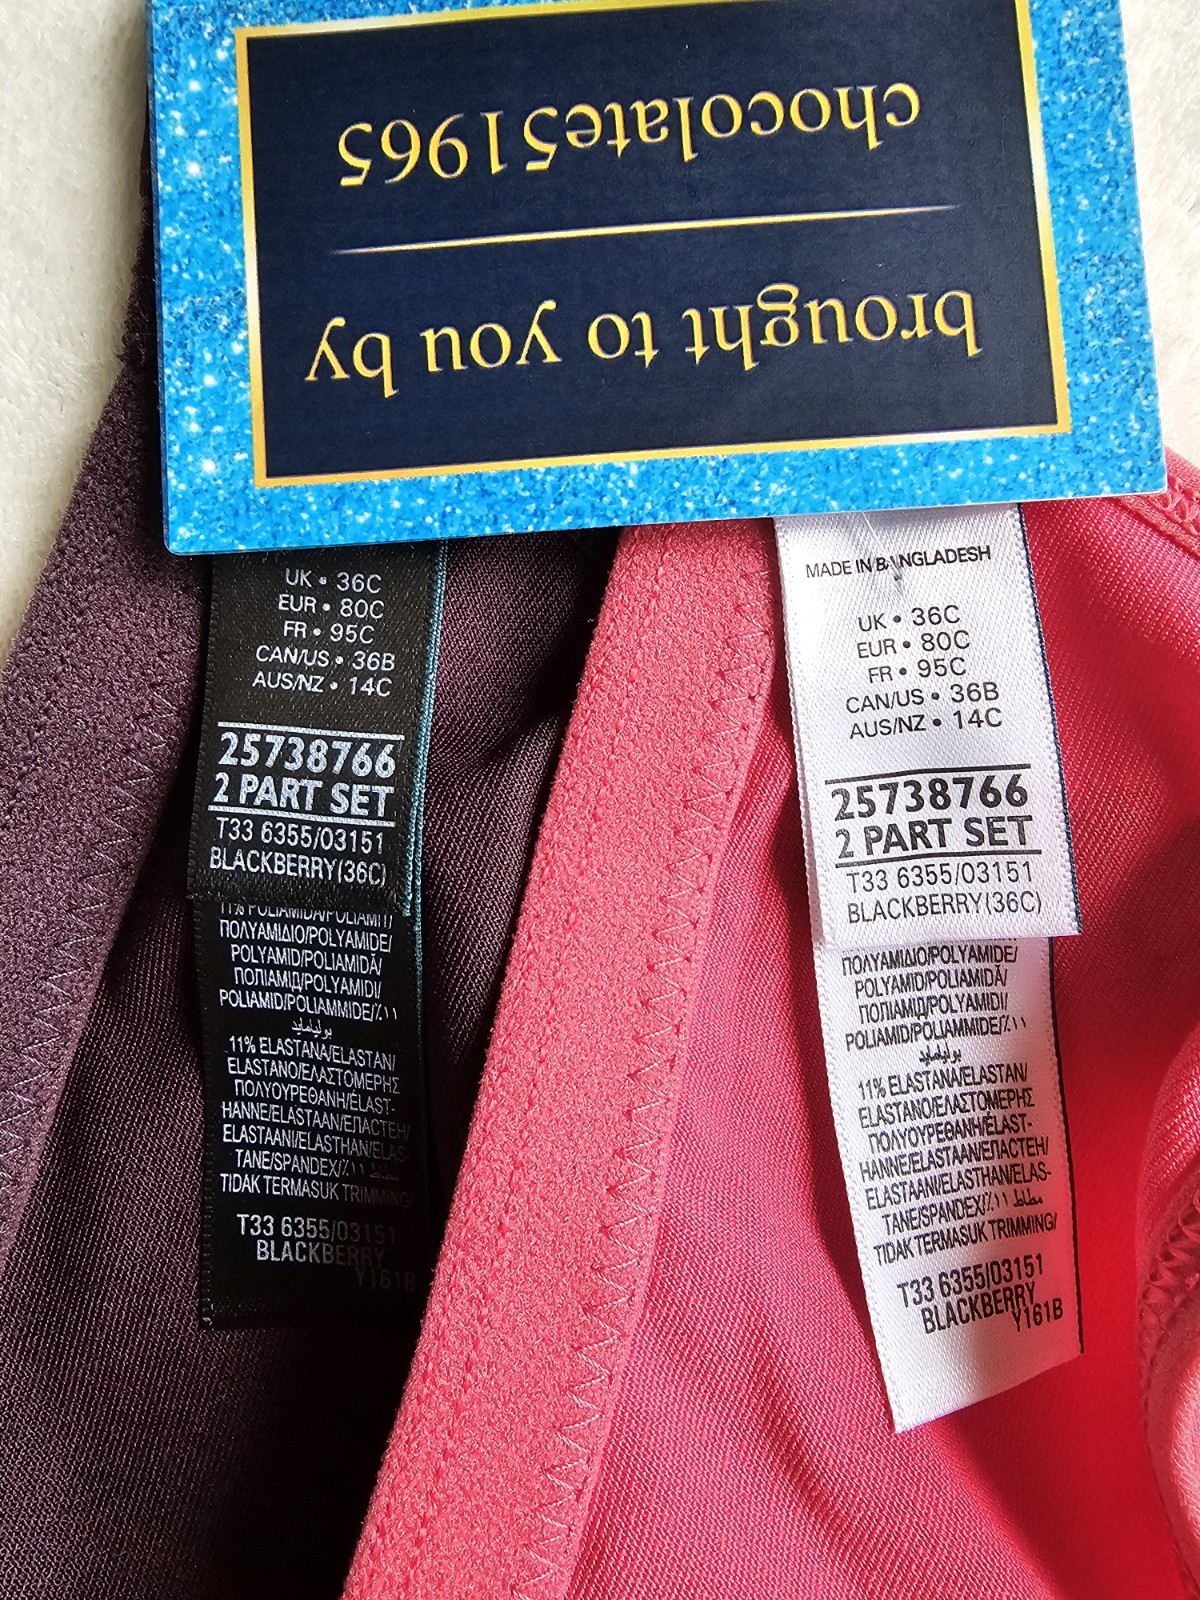 brought to you by
chocolate51965
UK • 36C
EUR • 80C
FR • 95C
CAN/US • 36B
AUS/NZ • 14C
25738766
2 PART SET
T33 6355/03151
BLACKBERRY(36C)
11% POLIAMIDA/POLIAMIT/
ΠΟΛΥΑΜΙΔΙΟ/POLYAMIDE/
POLYAMID/POLIAMIDĂ/
ПОЛІАМІД/POLYAMIDI/
POLIAMID/POLIAMMIDE/٪١١
بوليمايد
11% ELASTANA/ELASTAN/
ELASTANO/ΕΛΑΣΤΟΜΕΡΗΣ
ΠΟΛΥΟΥΡΕΘΑΝΗ/ÉLAST-
HANNE/ELASTAAN/ЕЛАСТЕН/
ELASTAANI/ELASTHAN/ELAS-
TANE/SPANDEX/٪١١ مطاط
TIDAK TERMASUK TRIMMING/
T33 6355/03151
BLACKBERRY
Y161B
MADE IN BANGLADESH
UK • 36C
EUR • 80C
FR • 95C
CAN/US • 36B
AUS/NZ • 14C
25738766
2 PART SET
T33 6355/03151
BLACKBERRY(36C)
ΠΟΛΥΑΜΙΔΙΟ/POLYAMIDE/
POLYAMID/POLIAMIDĂ/
ПОЛІАМІД/POLYAMIDI/
POLIAMID/POLIAMMIDE/٪١١
بوليمايد
11% ELASTANA/ELASTAN/
ELASTANO/ΕΛΑΣΤΟΜΕΡΗΣ
ΠΟΛΥΟΥΡΕΘΑΝΗ/ÉLAST-
HANNE/ELASTAAN/ЕЛАСТЕН/
ELASTAANI/ELASTHAN/ELAS-
TANE/SPANDEX/٪١١ مطاط
TIDAK TERMASUK TRIMMING/
T33 6355/03151
BLACKBERRY
Y161B